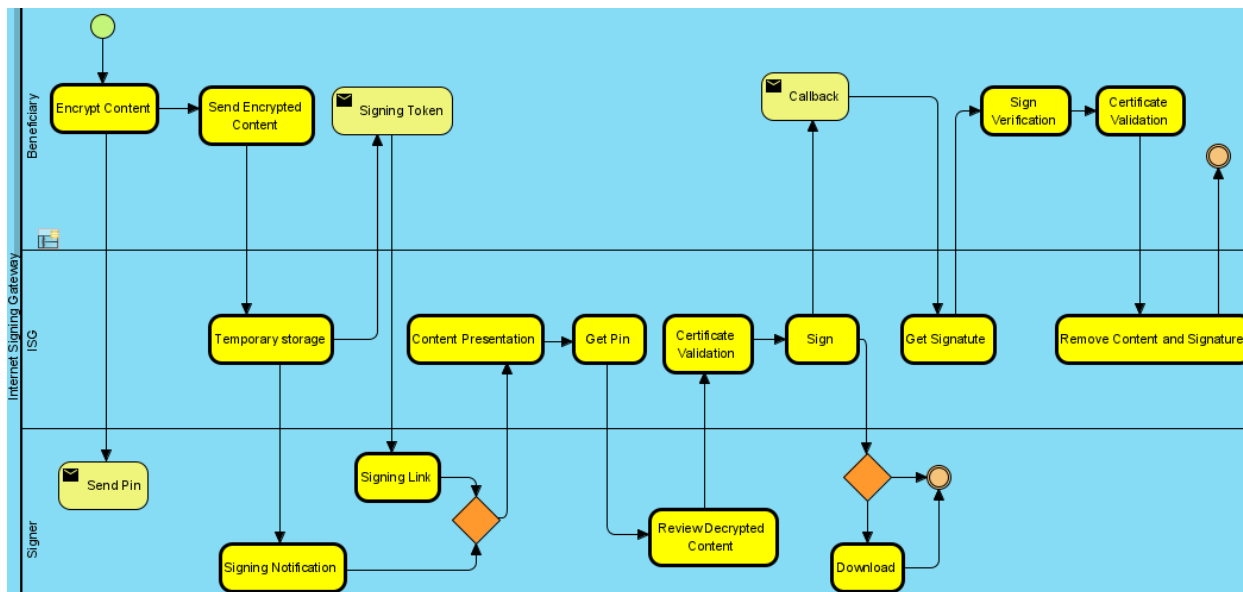 Internet Signing Gateway
Beneficiary
Encrypt Content
Send Encrypted
Content
Signing Token
Callback
Sign
Verification
Certificate
Validation
ISG
Temporary storage
Content Presentation
Get Pin
Certificate
Validation
Sign
Get Signatute
Remove Content and Signature
Signer
Send Pin
Signing Link
Signing Notification
Review Decrypted
Content
Download